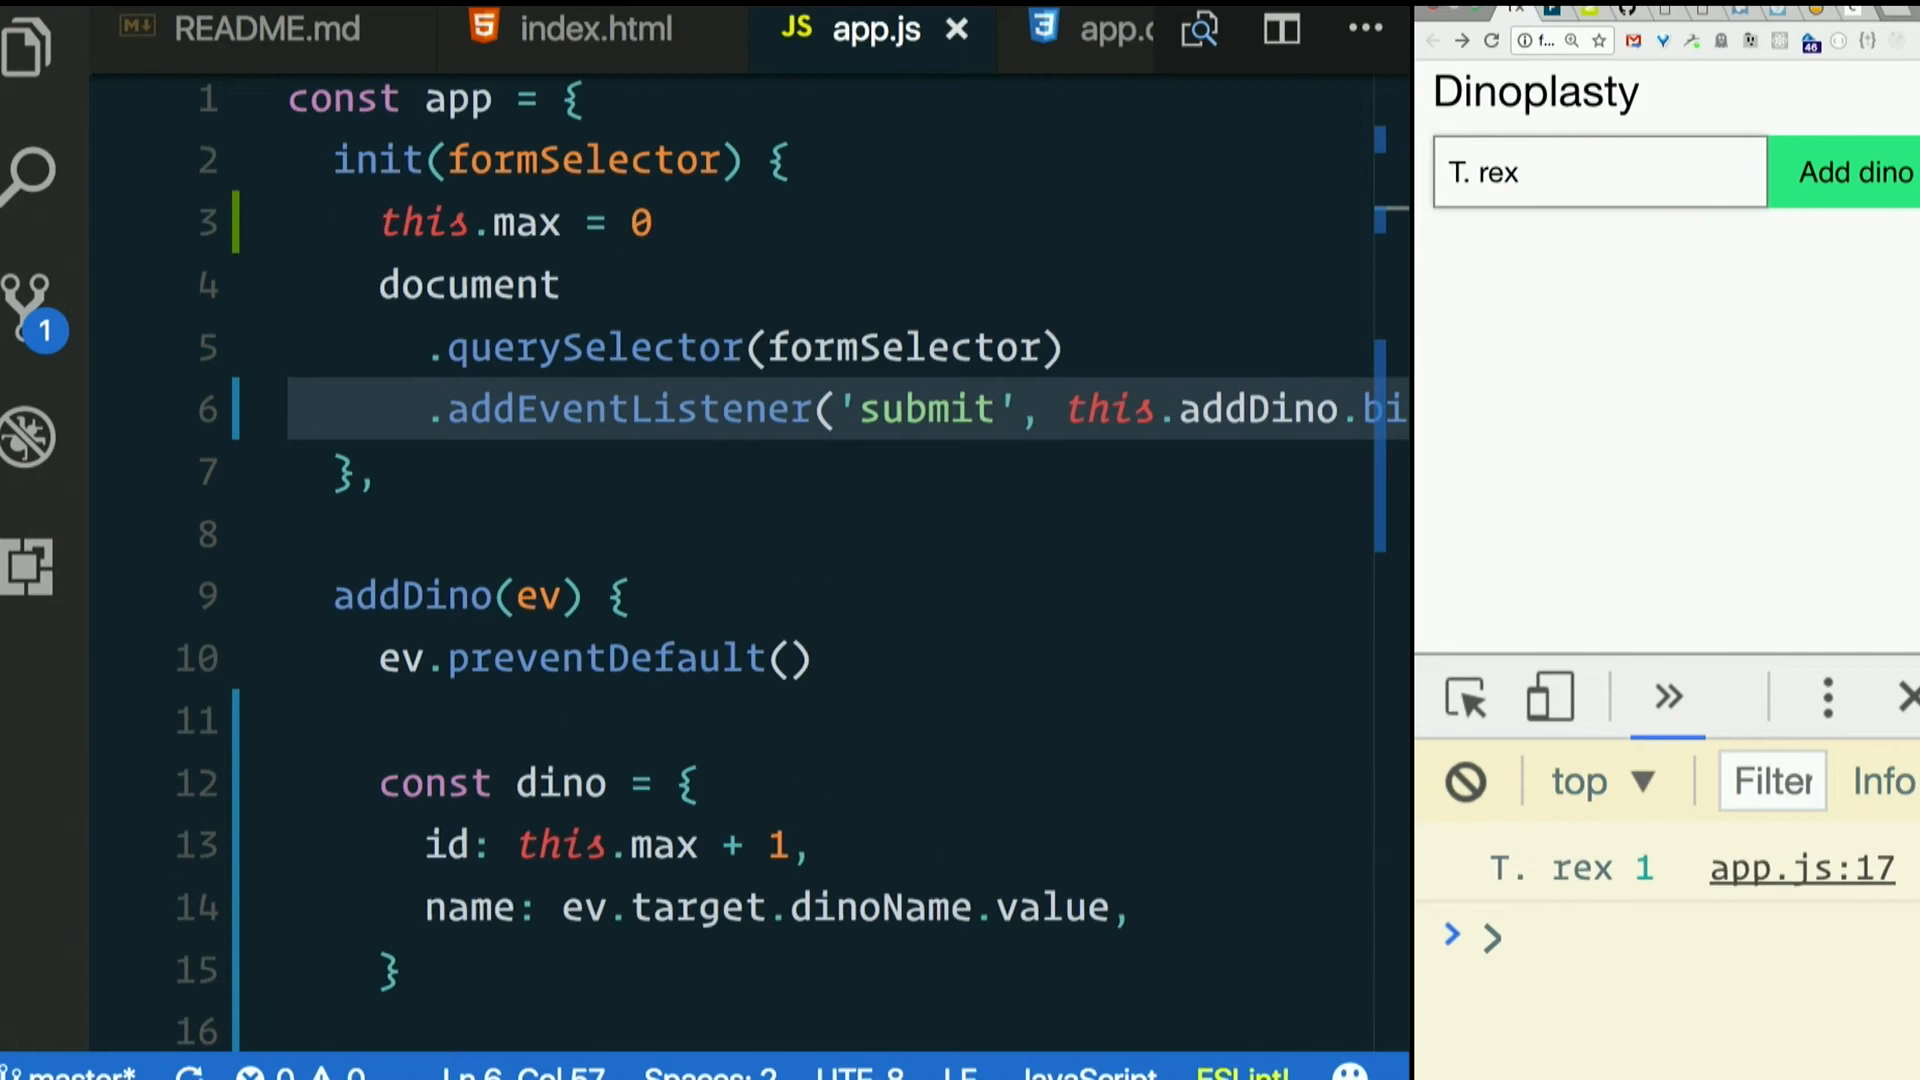 README.md
index.html
JS app.js
app.c
1 const app = {
2 init(formSelector) {
3 this.max = 0
4 document
5 .querySelector(formSelector)
6 .addEventListener('submit', this.addDino.bi
7 },
8
9 addDino(ev) {
10 ev.preventDefault()
11
12 const dino = {
13 id: this.max + 1,
14 name: ev.target.dinoName.value,
15 }
16
1
master* 0 0 Ln 6, Col 57 Spaces: 2 UTF-8 LF JavaScript ESLint!
f...
46
Dinoplasty
T. rex
Add dino
top
Filter
Info
T. rex 1 app.js:17